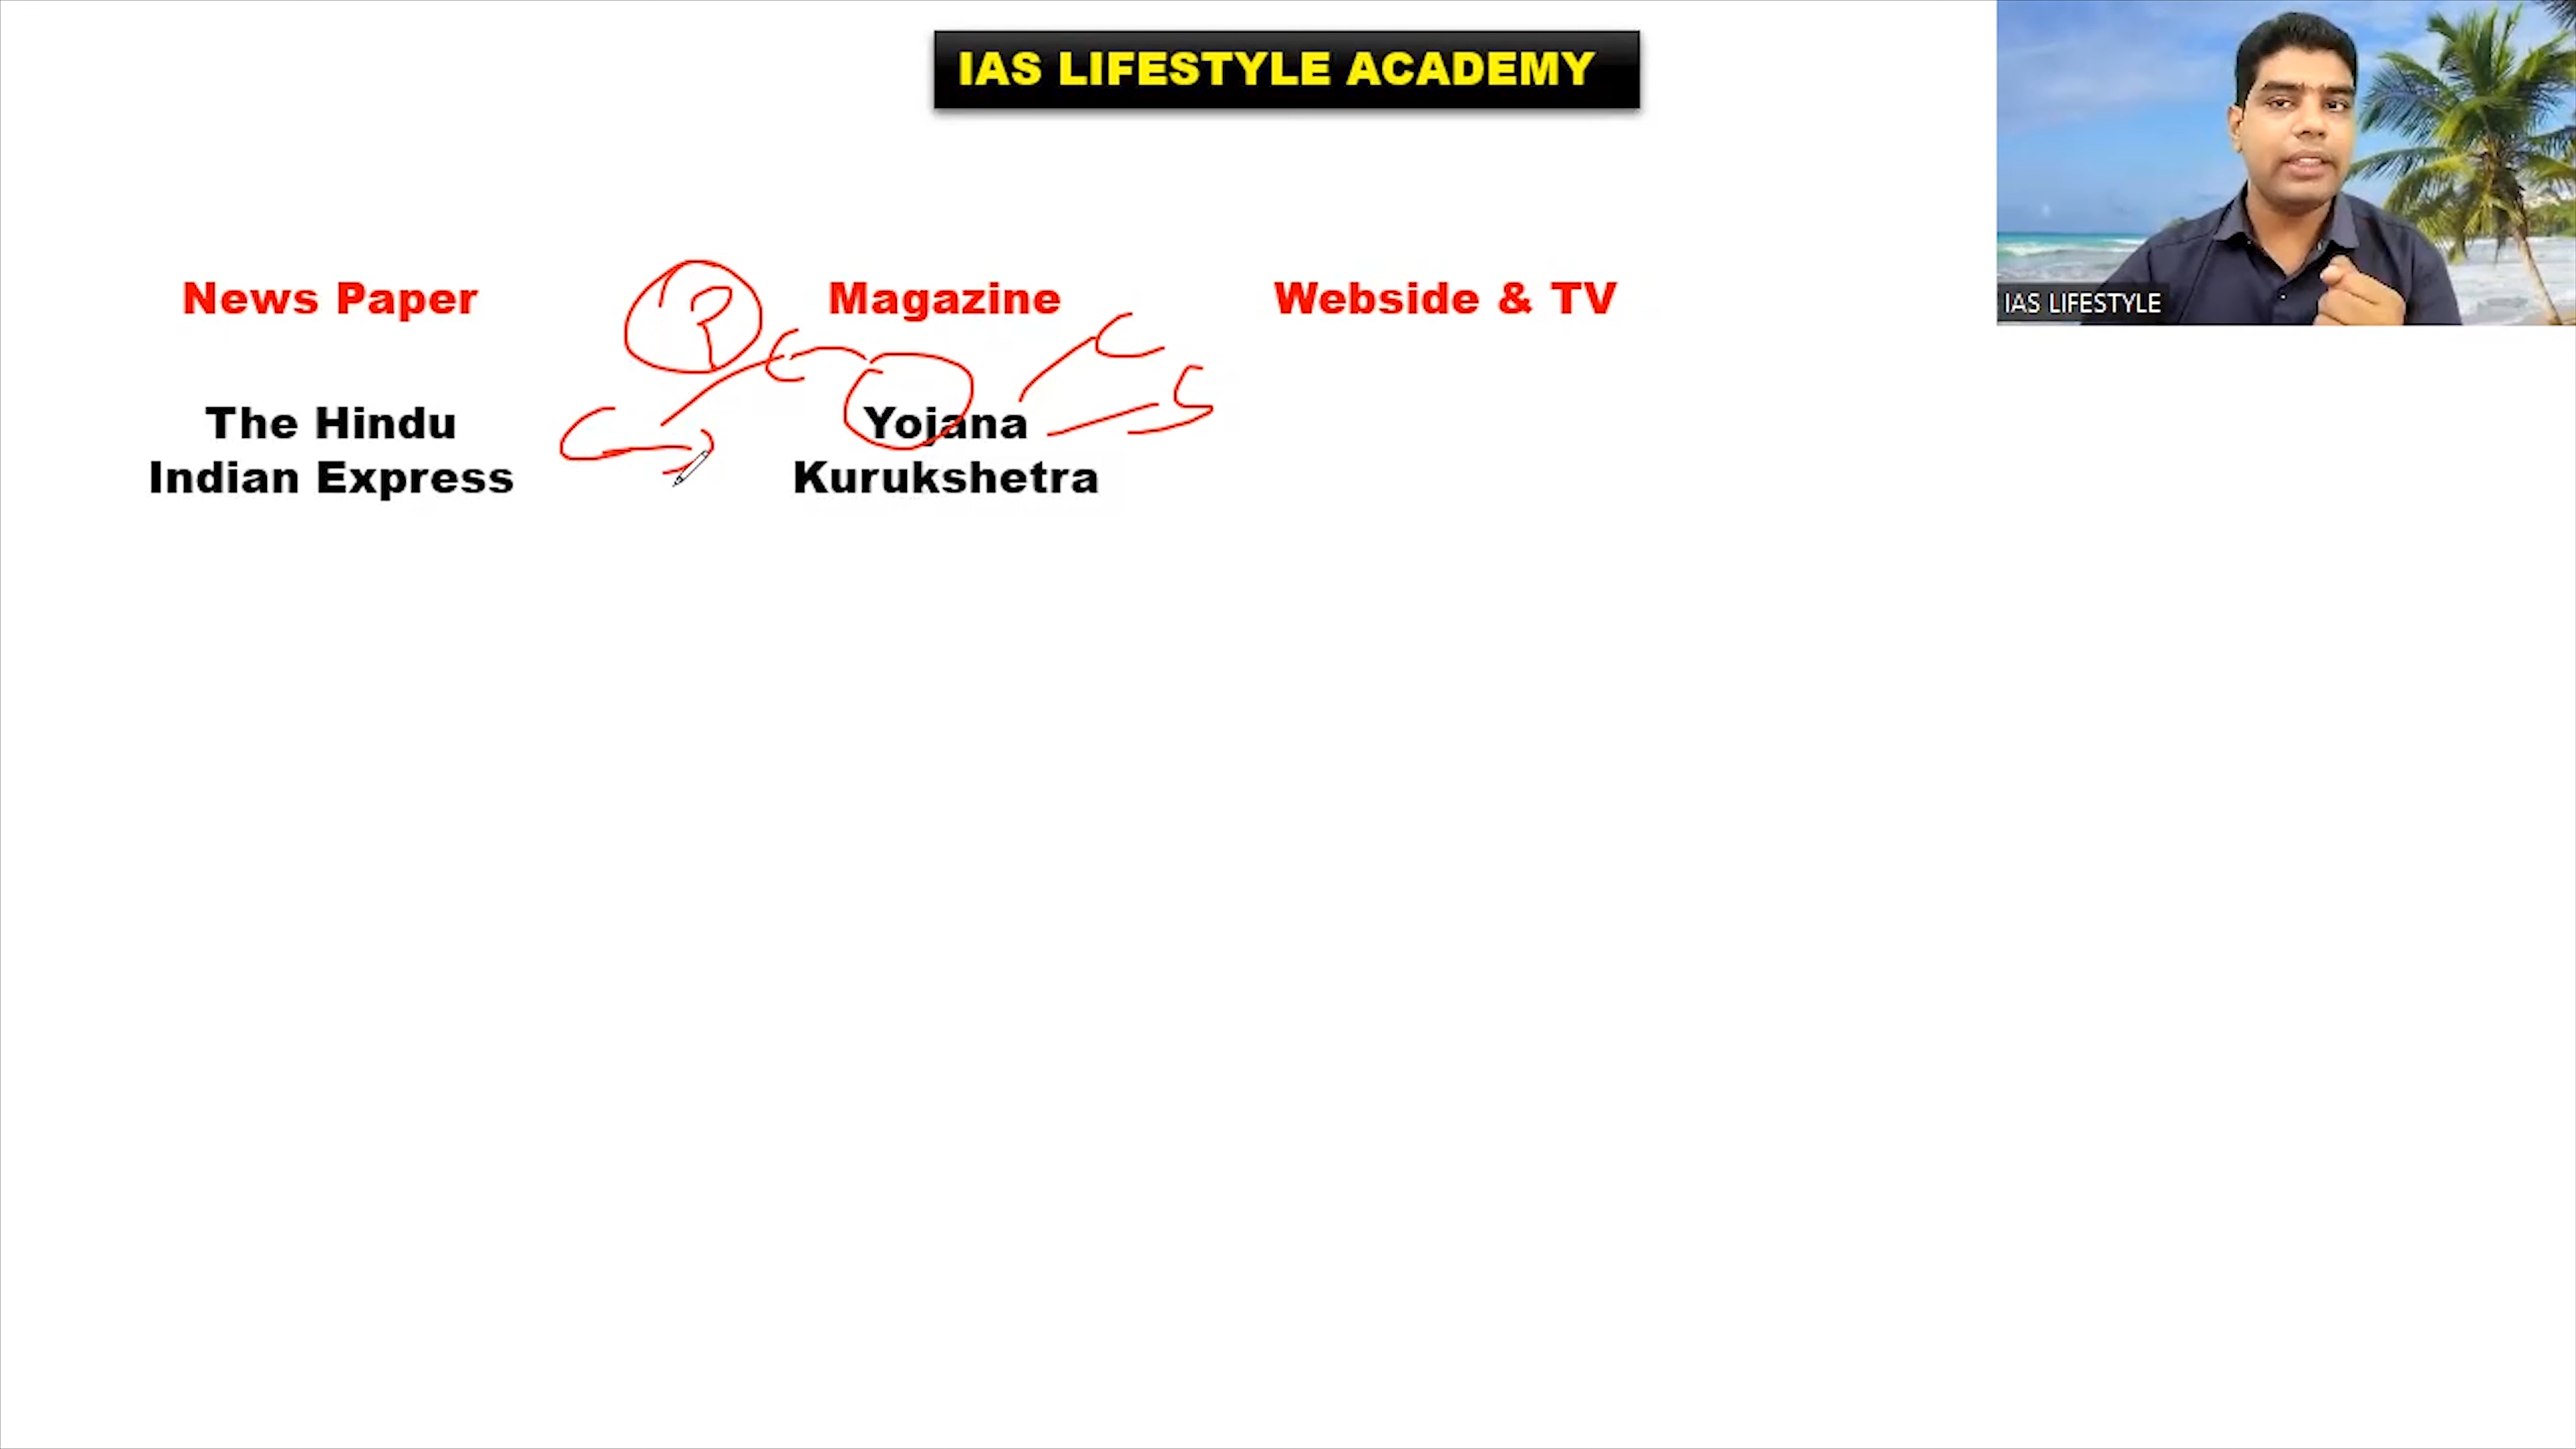 IAS LIFESTYLE ACADEMY
IAS LIFESTYLE
News Paper
Magazine
Webside & TV
The Hindu
Indian Express
Yojana
Kurukshetra